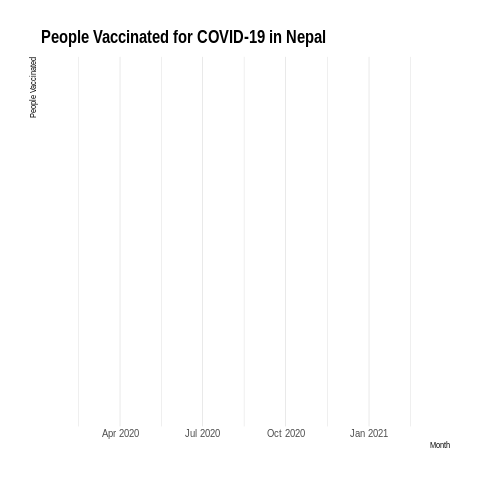 People Vaccinated for COVID-19 in Nepal
People Vaccinated
Apr 2020
Jul 2020
Oct 2020
Jan 2021
Month